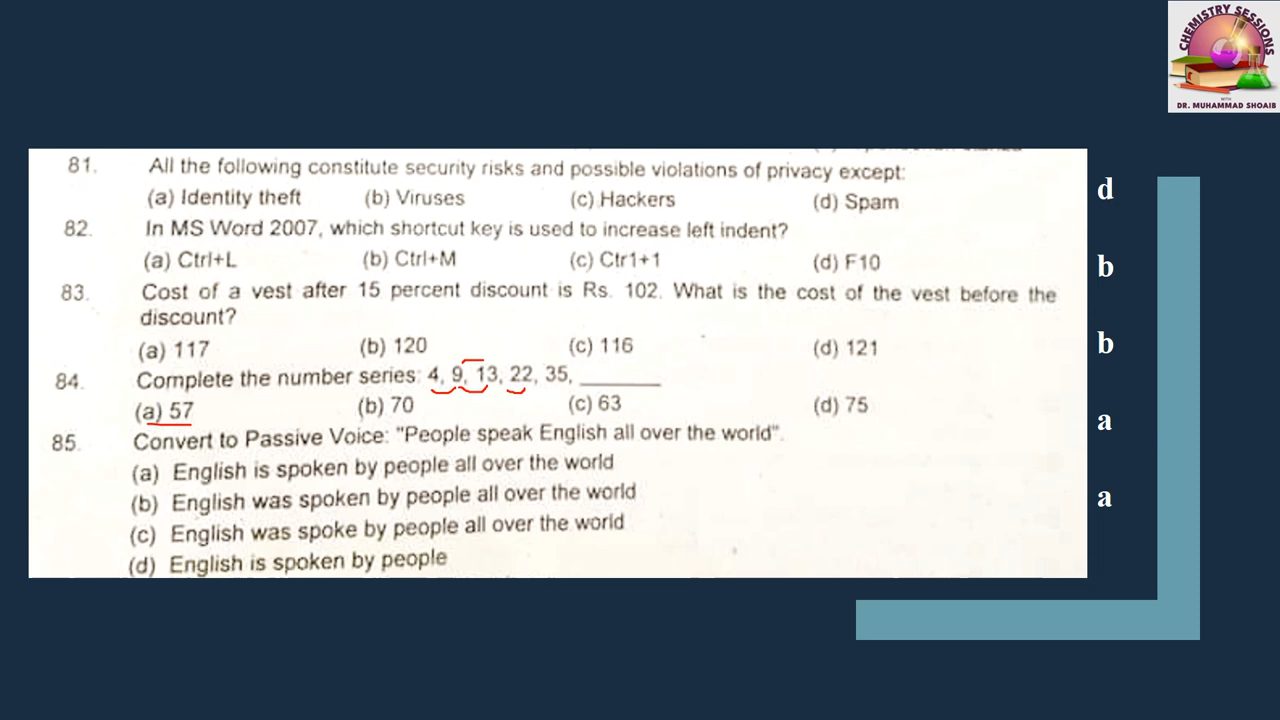 CHEMISTRY SESSIONS
WITH
DR. MUHAMMAD SHOAIB
81. All the following constitute security risks and possible violations of privacy except:
(a) Identity theft (b) Viruses (c) Hackers (d) Spam
d
82. In MS Word 2007, which shortcut key is used to increase left indent?
(a) Ctrl+L (b) Ctrl+M (c) Ctr1+1 (d) F10
b
83. Cost of a vest after 15 percent discount is Rs. 102. What is the cost of the vest before the
discount?
(a) 117 (b) 120 (c) 116 (d) 121
b
84. Complete the number series: 4, 9, 13, 22, 35, ________
(a) 57 (b) 70 (c) 63 (d) 75
a
85. Convert to Passive Voice: "People speak English all over the world".
(a) English is spoken by people all over the world
(b) English was spoken by people all over the world
a
(c) English was spoke by people all over the world
(d) English is spoken by people